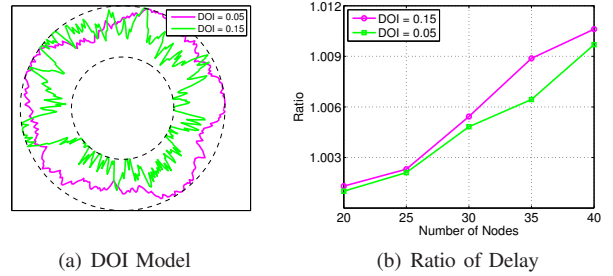 DOI = 0.05
DOI = 0.15
(a) DOI Model
1.012
1.009
1.006
1.003
Ratio
DOI = 0.15
DOI = 0.05
20 25 30 35 40
Number of Nodes
(b) Ratio of Delay